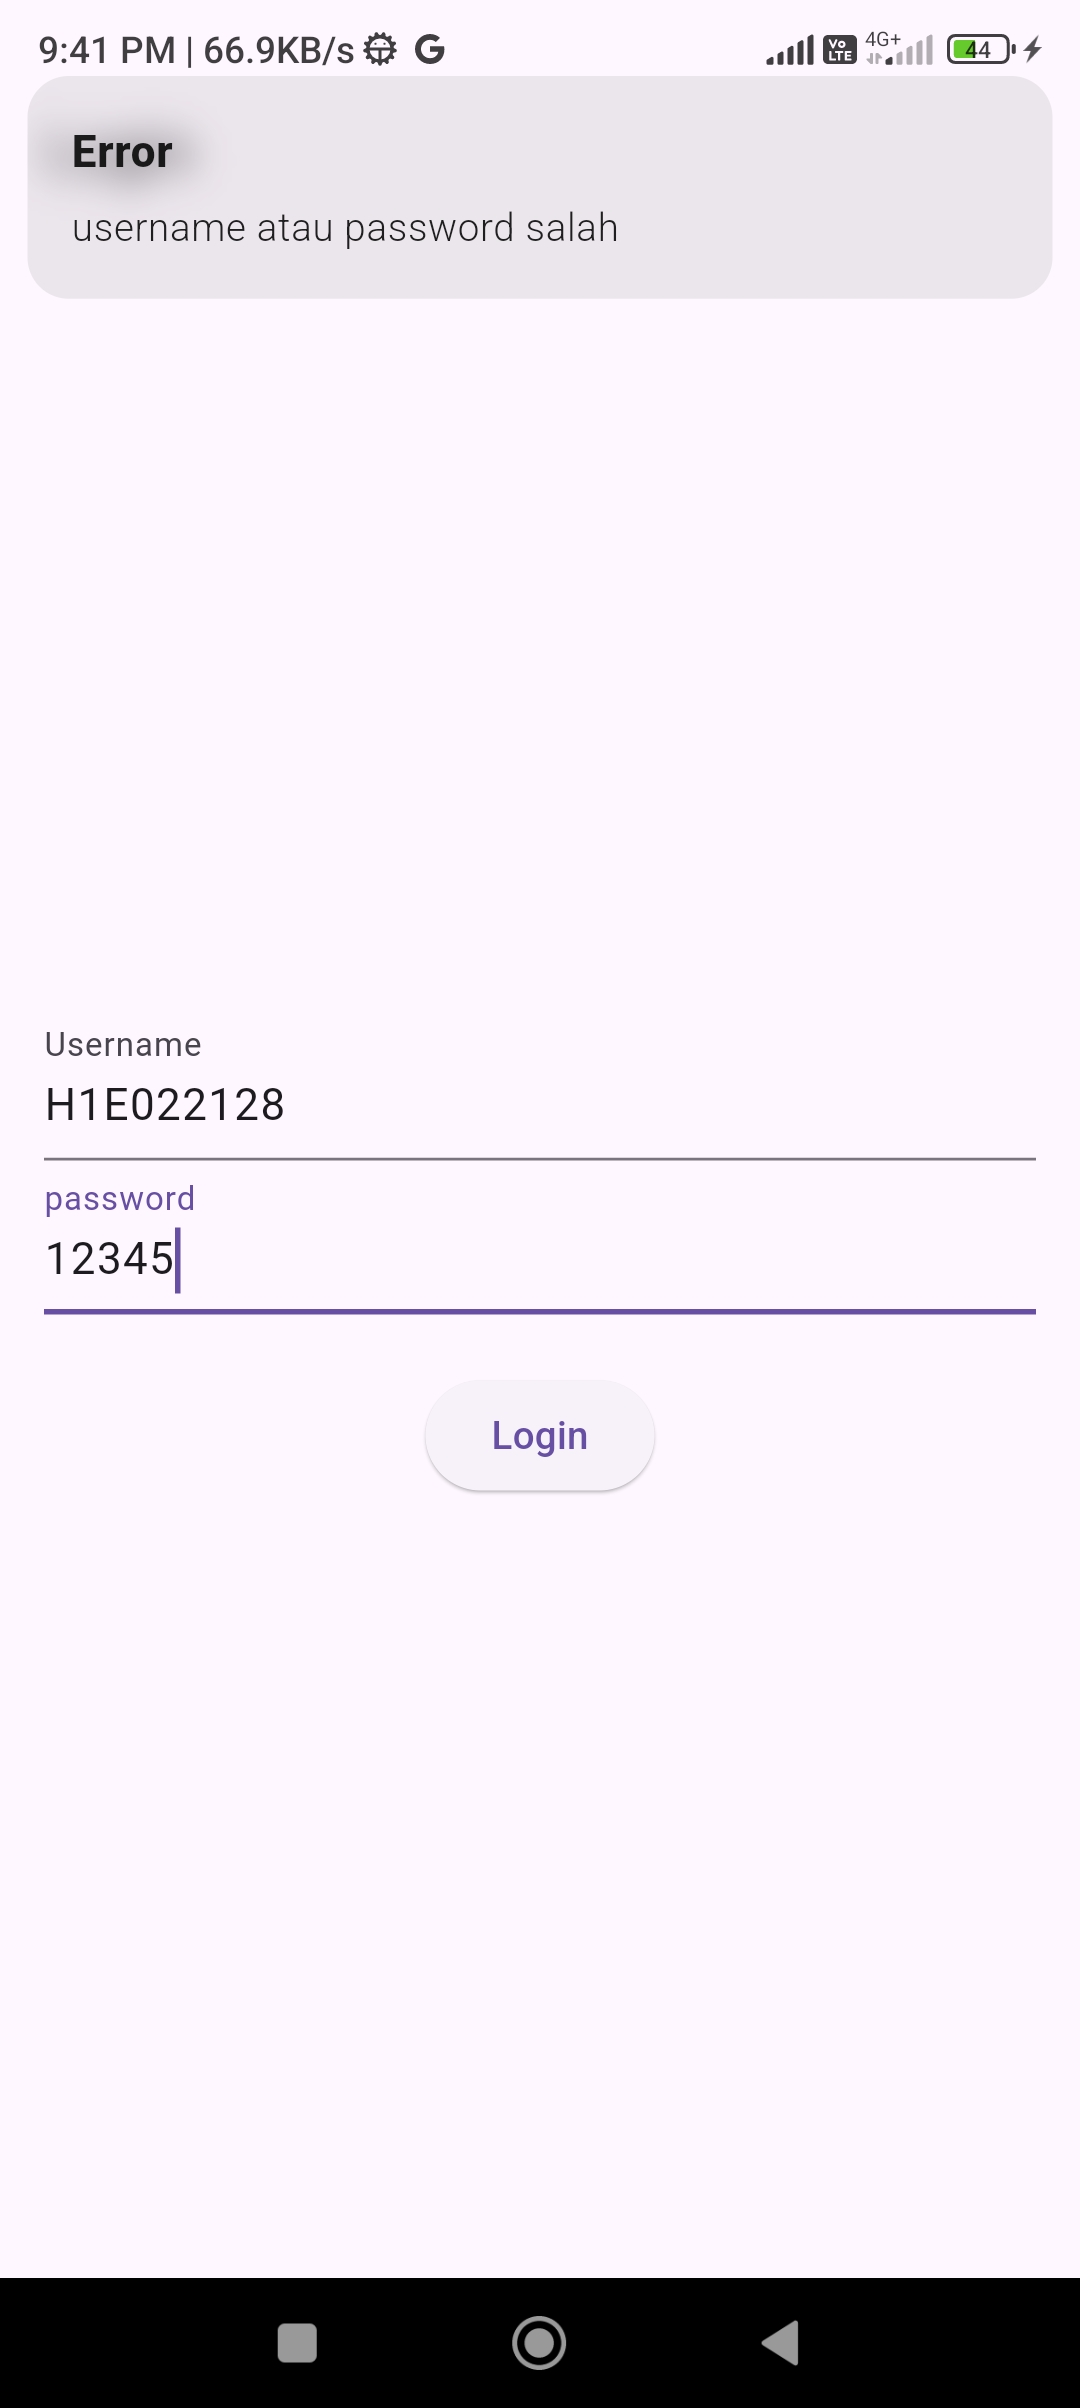 9:41 PM | 66.9KB/s
Vo LTE 4G+ 44
Error
username atau password salah
Username
H1E022128
password
12345
Login